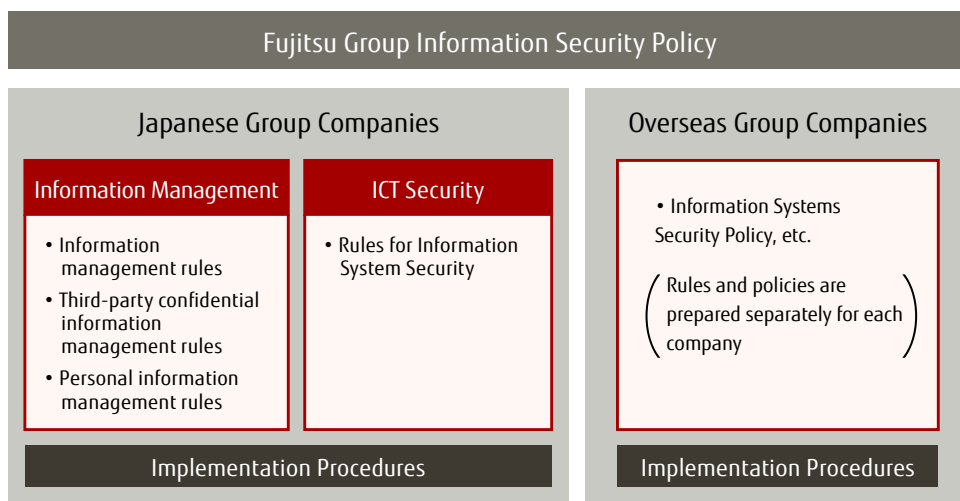 Fujitsu Group Information Security Policy
Japanese Group Companies
Information Management
• Information
management rules
• Third-party confidential
information
management rules
• Personal information
management rules
ICT Security
• Rules for Information
System Security
Implementation Procedures
Overseas Group Companies
• Information Systems
Security Policy, etc.
(Rules and policies are
prepared separately for each
company)
Implementation Procedures